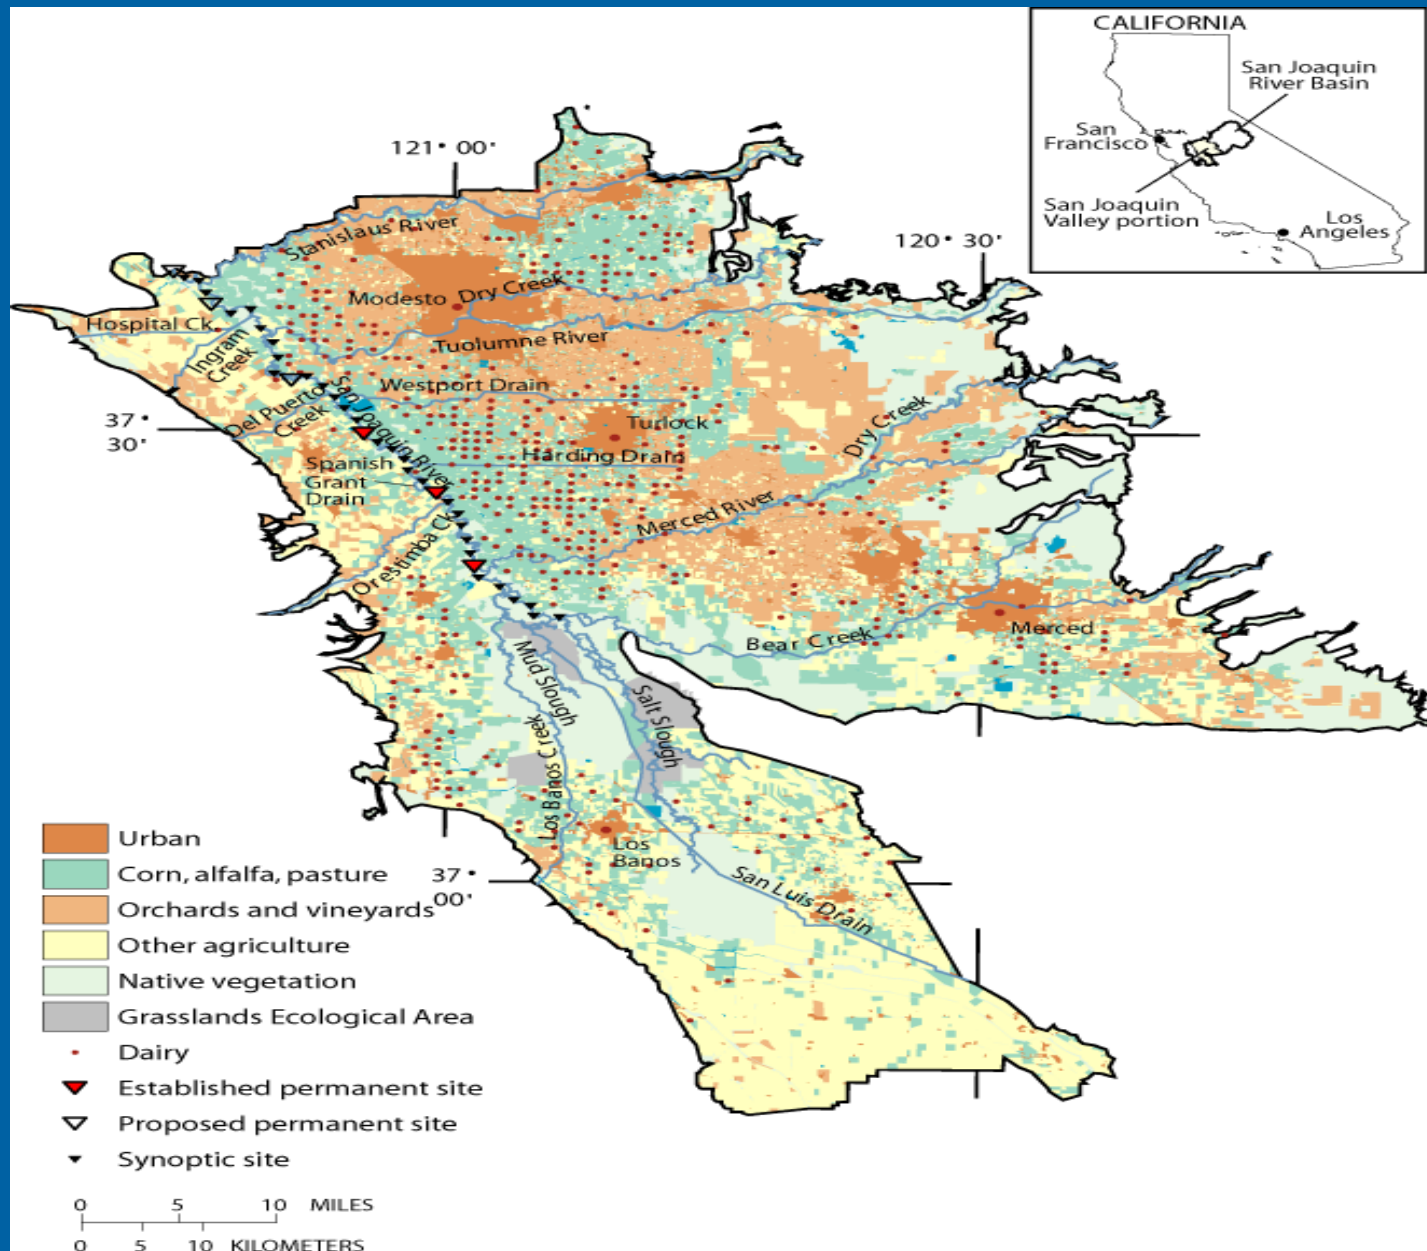 CALIFORNIA
San Joaquin
River Basin
San
Francisco
San Joaquin
Valley portion
Los
Angeles
121° 00'
120° 30'
Stanislaus River
Modesto
Dry Creek
Hospital Ck.
Ingram
Creek
Tuolumne River
Westport Drain
Del Puerto
Creek
San Joaquin River
37°
30'
Turlock
Dry Creek
Harding Drain
Spanish
Grant
Drain
Merced River
Orestimba Ck.
Bear Creek
Merced
Mud Slough
Salt Slough
Los Banos Creek
Los
Banos
San Luis Drain
37°
00'
Urban
Corn, alfalfa, pasture
Orchards and vineyards
Other agriculture
Native vegetation
Grasslands Ecological Area
Dairy
Established permanent site
Proposed permanent site
Synoptic site
0 5 10 MILES
0 5 10 KILOMETERS